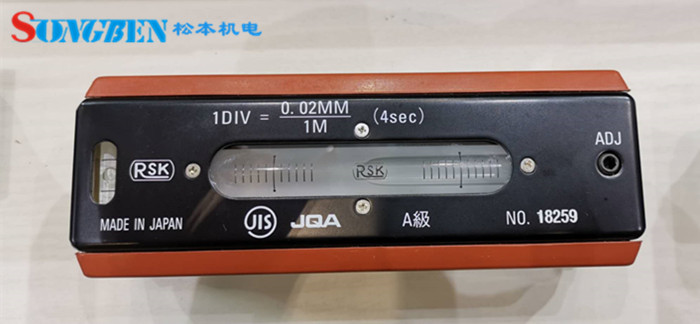 SONGBEN 松本机电
1DIV = 0.02MM/1M (4sec)
ADJ
RSK
RSK
MADE IN JAPAN
JIS JQA A級 NO. 18259